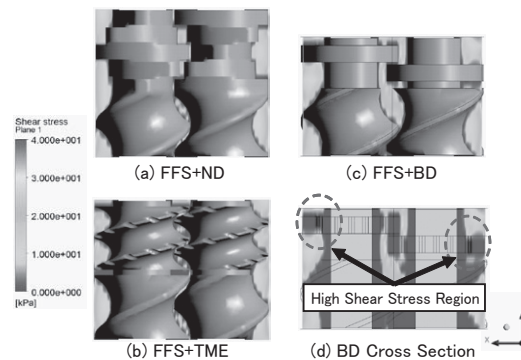 Shear stress
Plane 1
4.000e+001
3.000e+001
2.000e+001
1.000e+001
0.000e+000
[kPa]
(a) FFS+ND
(c) FFS+BD
(b) FFS+TME
High Shear Stress Region
(d) BD Cross Section
x